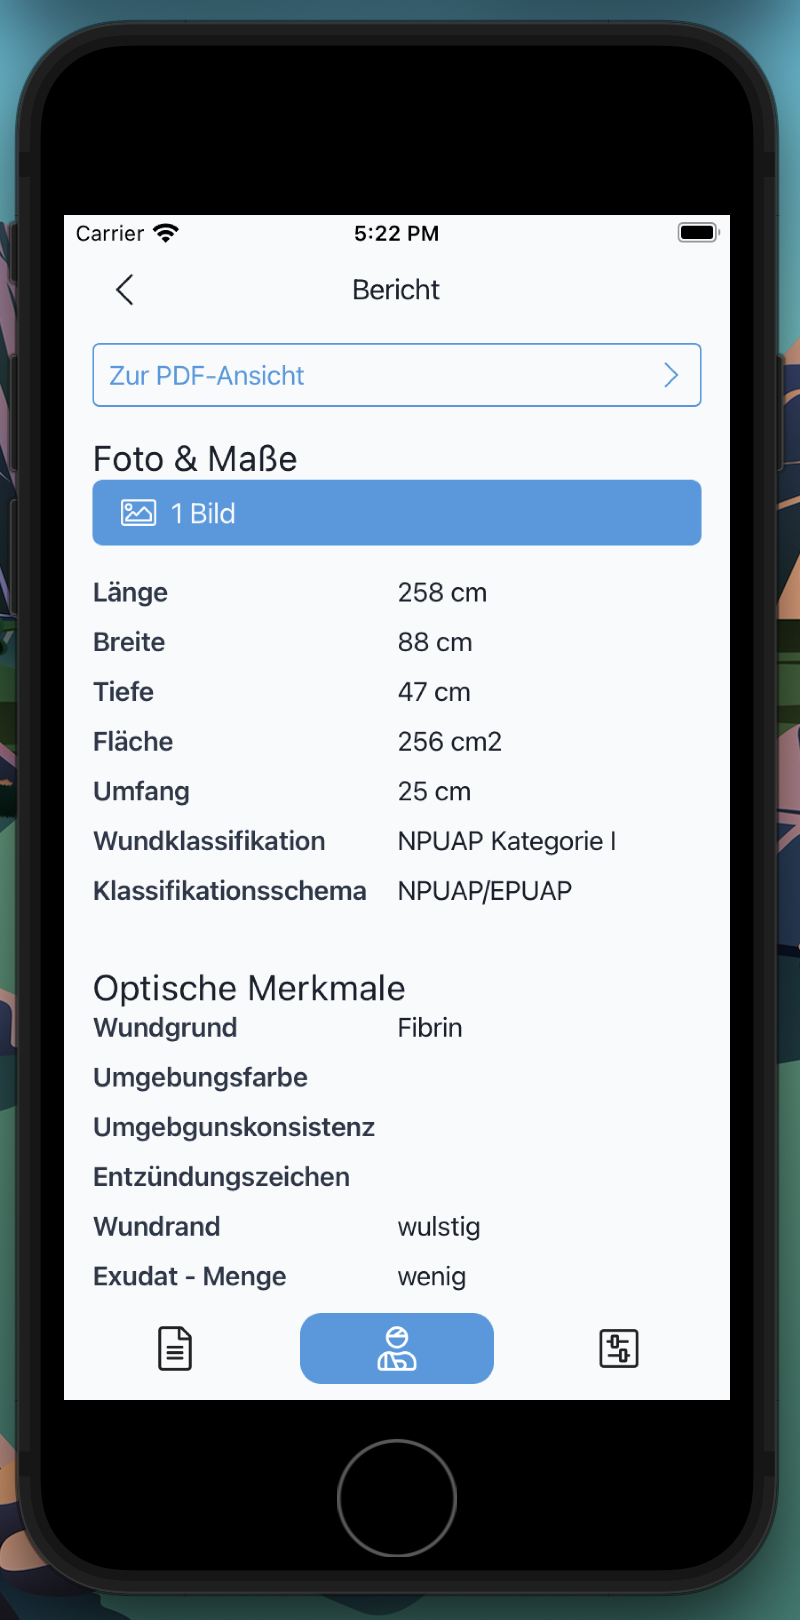 Carrier 5:22 PM
Bericht
Zur PDF-Ansicht
Foto & Maße
1 Bild
Länge 258 cm
Breite 88 cm
Tiefe 47 cm
Fläche 256 cm2
Umfang 25 cm
Wundklassifikation NPUAP Kategorie I
Klassifikationsschema NPUAP/EPUAP
Optische Merkmale
Wundgrund Fibrin
Umgebungsfarbe
Umgebgunskonsistenz
Entzündungszeichen
Wundrand wulstig
Exudat - Menge wenig